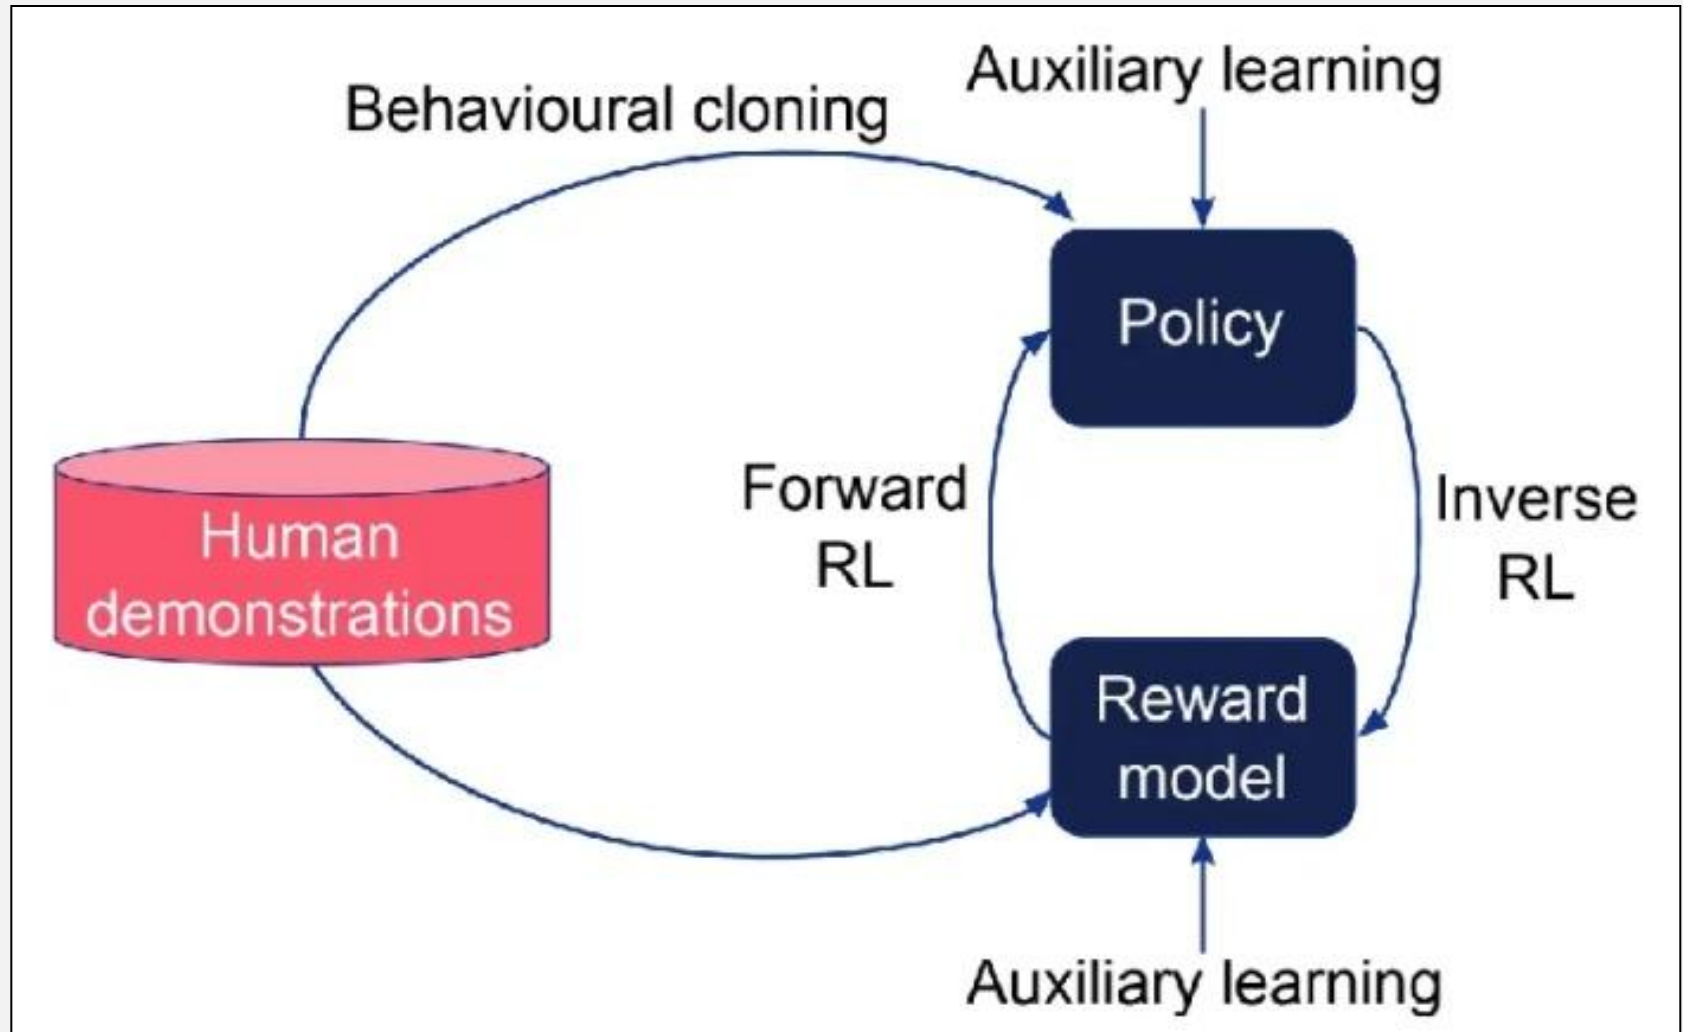 Auxiliary learning
Behavioural cloning
Policy
Forward
RL
Inverse
RL
Human
demonstrations
Reward
model
Auxiliary learning